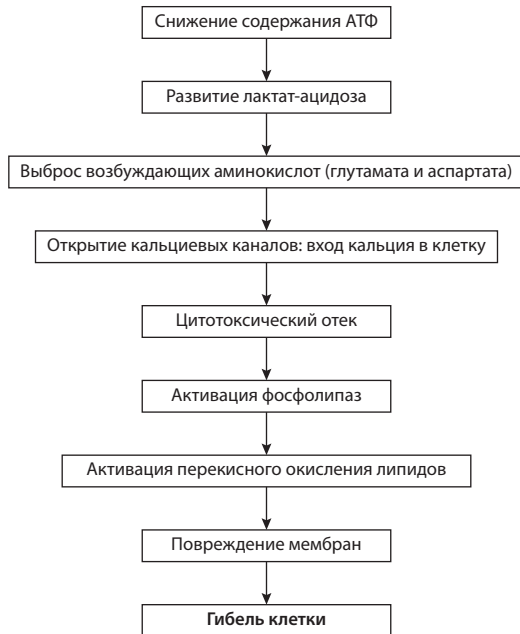 Снижение содержания АТФ
Развитие лактат-ацидоза
Выброс возбуждающих аминокислот (глутамата и аспартата)
Открытие кальциевых каналов: вход кальция в клетку
Цитотоксический отек
Активация фосфолипаз
Активация перекисного окисления липидов
Повреждение мембран
Гибель клетки